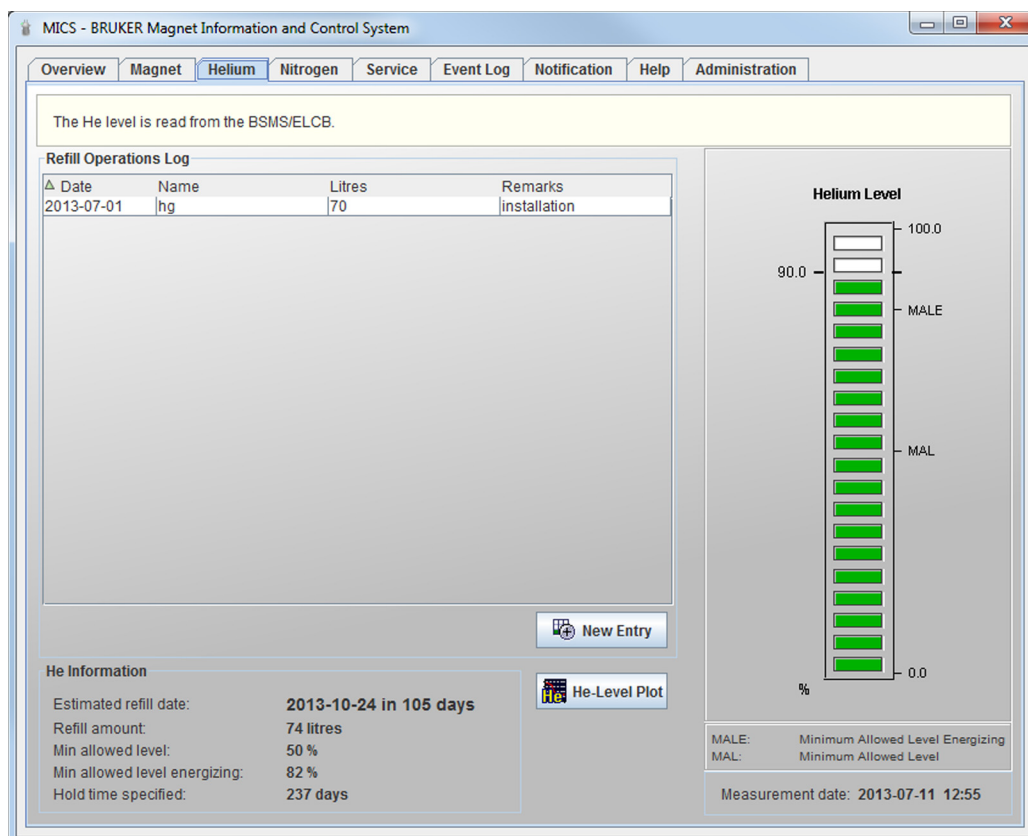 MICS - BRUKER Magnet Information and Control System
Overview Magnet Helium Nitrogen Service Event Log Notification Help Administration
The He level is read from the BSMS/ELCB.
Refill Operations Log
Date Name Litres Remarks
2013-07-01 hg 70 installation
New Entry
He Information
Estimated refill date: 2013-10-24 in 105 days
Refill amount: 74 litres
Min allowed level: 50 %
Min allowed level energizing: 82 %
Hold time specified: 237 days
He He-Level Plot
Helium Level
100.0
90.0
MALE
MAL
0.0
%
MALE: Minimum Allowed Level Energizing
MAL: Minimum Allowed Level
Measurement date: 2013-07-11 12:55